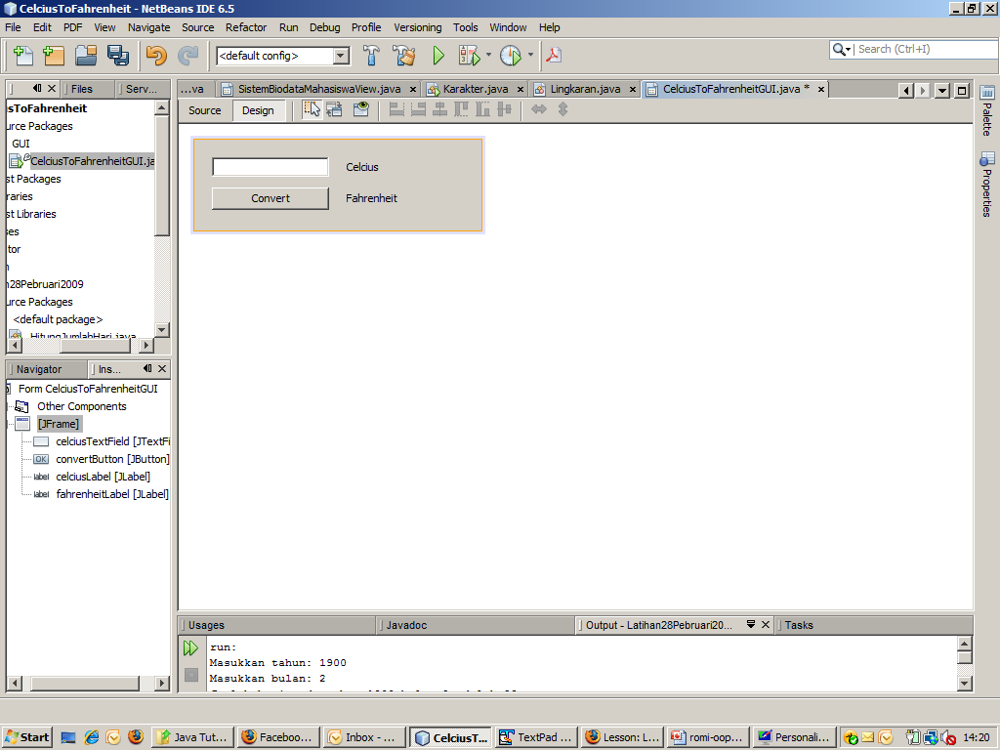 CelciusToFahrenheit - NetBeans IDE 6.5
File Edit PDF View Navigate Source Refactor Run Debug Profile Versioning Tools Window Help
<default config>
Search (Ctrl+I)
Files Serv...
...va SistemBiodataMahasiswaView.java Karakter.java Lingkaran.java CelciusToFahrenheitGUI.java *
Source Design
usToFahrenheit
urce Packages
GUI
CelciusToFahrenheitGUI.ja
st Packages
raries
st Libraries
ses
tor
n28Pebruari2009
urce Packages
<default package>
HitungJumlahHari.java
Celcius
Convert Fahrenheit
Palette
Properties
Navigator Ins...
Form CelciusToFahrenheitGUI
Other Components
[JFrame]
celciusTextField [JTextFi
OK convertButton [JButton]
label celciusLabel [JLabel]
label fahrenheitLabel [JLabel]
Usages Javadoc Output - Latihan28Pebruari20... Tasks
run:
Masukkan tahun: 1900
Masukkan bulan: 2
Start Java Tut... Faceboo... Inbox - ... CelciusT... TextPad ... Lesson: L... romi-oop... Personali... 14:20